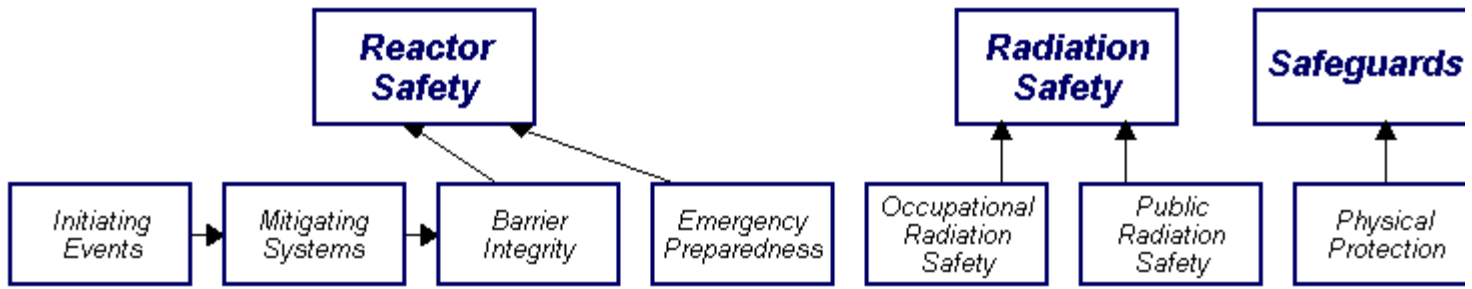 Reactor
Safety
Radiation
Safety
Safeguards
Initiating
Events
Mitigating
Systems
Barrier
Integrity
Emergency
Preparedness
Occupational
Radiation
Safety
Public
Radiation
Safety
Physical
Protection